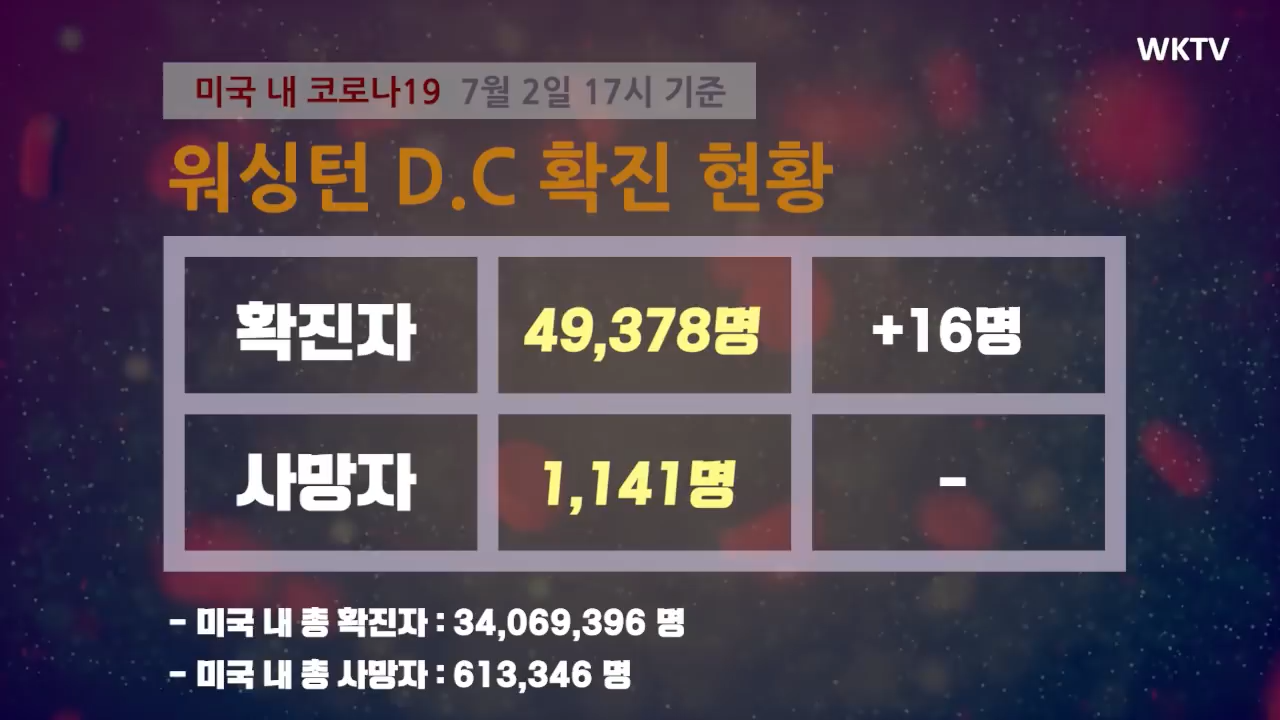 WKTV
미국 내 코로나19 7월 2일 17시 기준
워싱턴 D.C 확진 현황
확진자 49,378명 +16명
사망자 1,141명 -
- 미국 내 총 확진자 : 34,069,396 명
- 미국 내 총 사망자 : 613,346 명